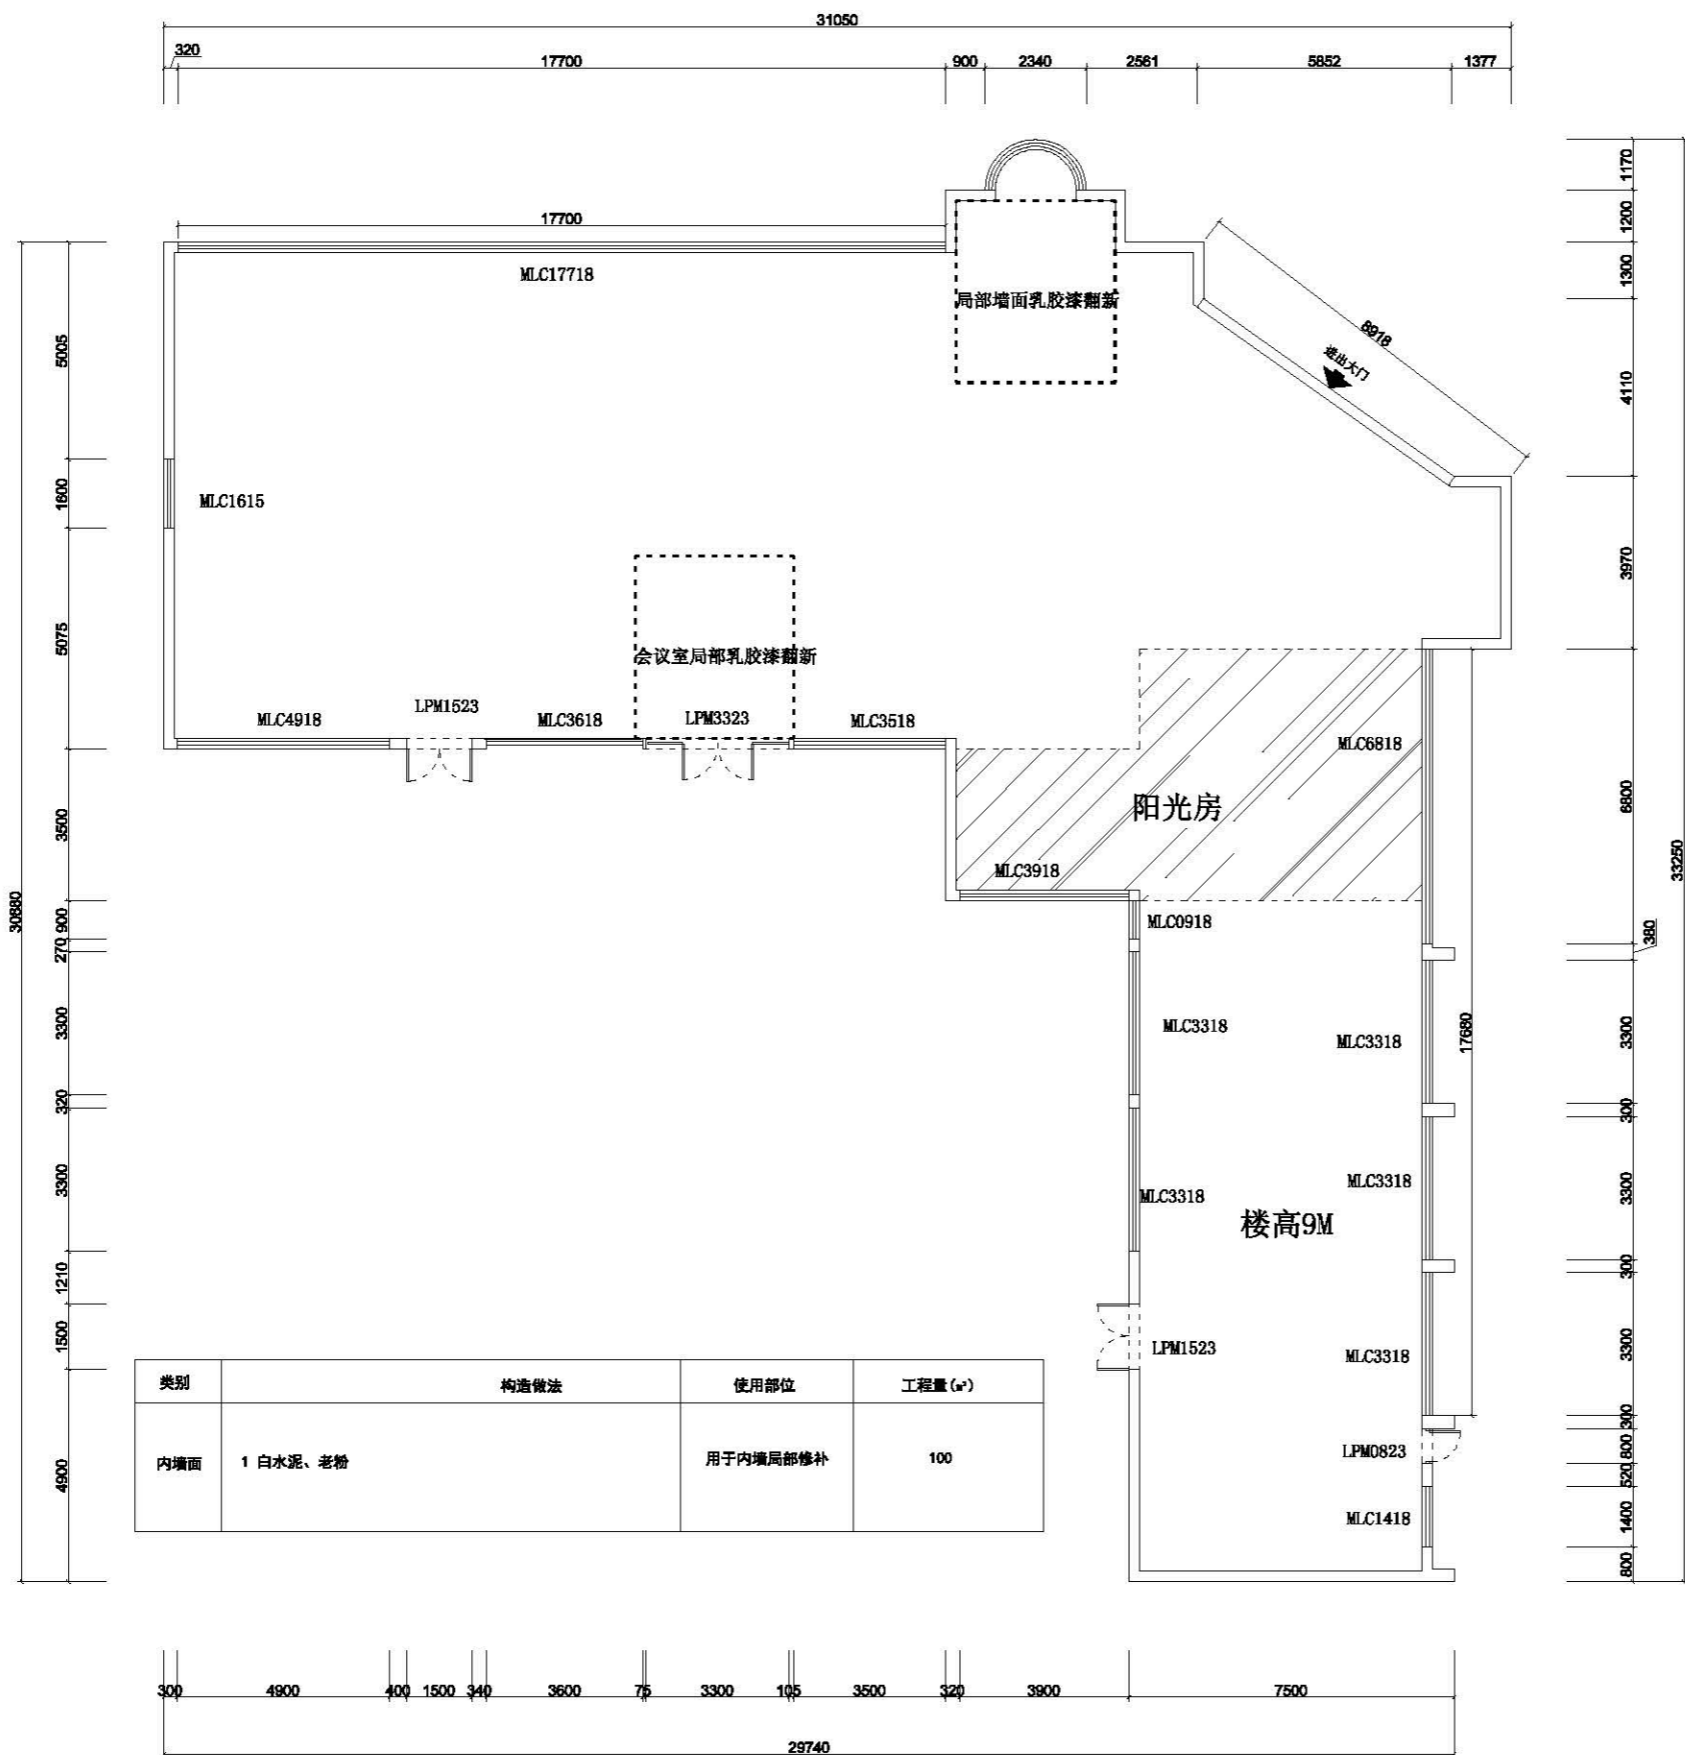 31050
320
17700
900
2340
2561
5852
1377
17700
MLC17718
局部墙面乳胶漆翻新
8918
进出大门
MLC1615
会议室局部乳胶漆翻新
MLC4918
LPM1523
MLC3618
LPM3323
MLC3518
MLC6818
阳光房
MLC3918
MLC0918
MLC3318
MLC3318
MLC3318
MLC3318
楼高9M
LPM1523
MLC3318
LPM0823
MLC1418
17680
30880
5005
1600
5075
3500
900
270
3300
320
3300
1210
1500
4900
1170
1200
1300
4110
3970
6800
380
3300
300
3300
300
3300
300
800
520
1400
800
33250
类别 构造做法 使用部位 工程量(㎡)
内墙面 1 白水泥、老粉 用于内墙局部修补 100
300
4900
400
1500
340
3600
75
3300
105
3500
320
3900
7500
29740